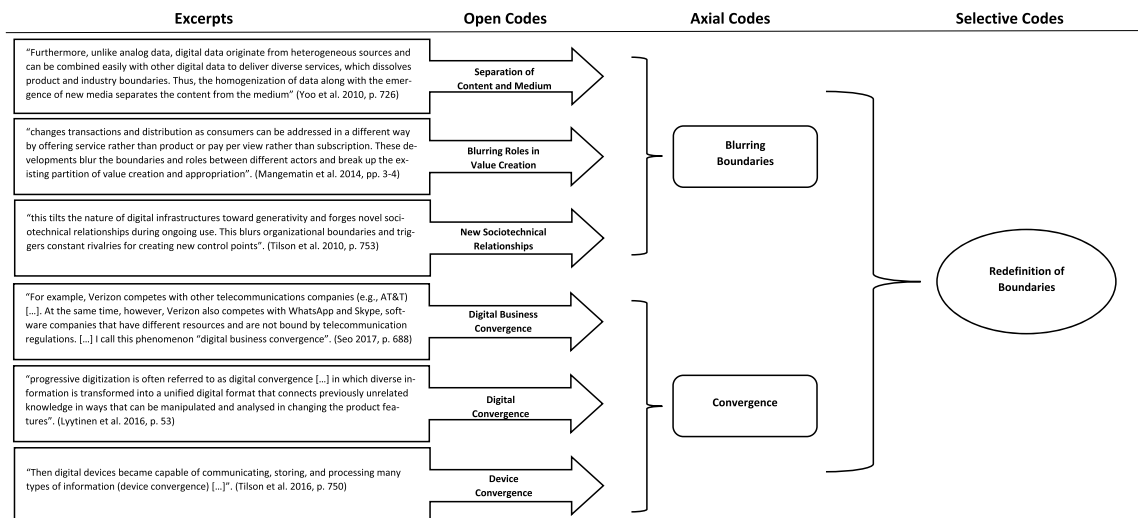 Excerpts
Open Codes
Axial Codes
Selective Codes
“Furthermore, unlike analog data, digital data originate from heterogeneous sources and
can be combined easily with other digital data to deliver diverse services, which dissolves
product and industry boundaries. Thus, the homogenization of data along with the emer-
gence of new media separates the content from the medium” (Yoo et al. 2010, p. 726)
Separation of
Content and Medium
“changes transactions and distribution as consumers can be addressed in a different way
by offering service rather than product or pay per view rather than subscription. These de-
velopments blur the boundaries and roles between different actors and break up the ex-
isting partition of value creation and appropriation”. (Mangematin et al. 2014, pp. 3-4)
Blurring Roles in
Value Creation
“this tilts the nature of digital infrastructures toward generativity and forges novel soci-
otechnical relationships during ongoing use. This blurs organizational boundaries and trig-
gers constant rivalries for creating new control points”. (Tilson et al. 2010, p. 753)
New Sociotechnical
Relationships
Blurring
Boundaries
“For example, Verizon competes with other telecommunications companies (e.g., AT&T)
[…]. At the same time, however, Verizon also competes with WhatsApp and Skype, soft-
ware companies that have different resources and are not bound by telecommunication
regulations. […] I call this phenomenon “digital business convergence”. (Seo 2017, p. 688)
Digital Business
Convergence
“progressive digitization is often referred to as digital convergence […] in which diverse in-
formation is transformed into a unified digital format that connects previously unrelated
knowledge in ways that can be manipulated and analysed in changing the product fea-
tures”. (Lyytinen et al. 2016, p. 53)
Digital
Convergence
“Then digital devices became capable of communicating, storing, and processing many
types of information (device convergence) […]”. (Tilson et al. 2016, p. 750)
Device
Convergence
Convergence
Redefinition of
Boundaries